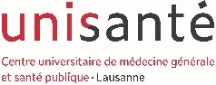 unisanté
Centre universitaire de médecine générale
et santé publique · Lausanne